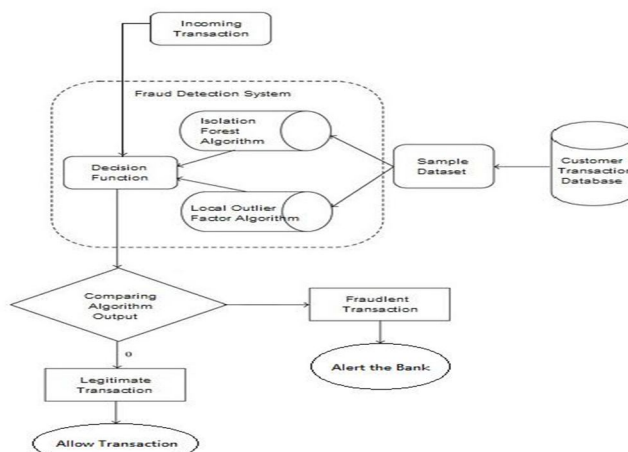 Incoming
Transaction
Fraud Detection System
Isolation
Forest
Algorithm
Decision
Function
Sample
Dataset
Customer
Transaction
Database
Local Outlier
Factor Algorithm
Comparing
Algorithm
Output
Fraudlent
Transaction
0
Alert the Bank
Legitimate
Transaction
Allow Transaction